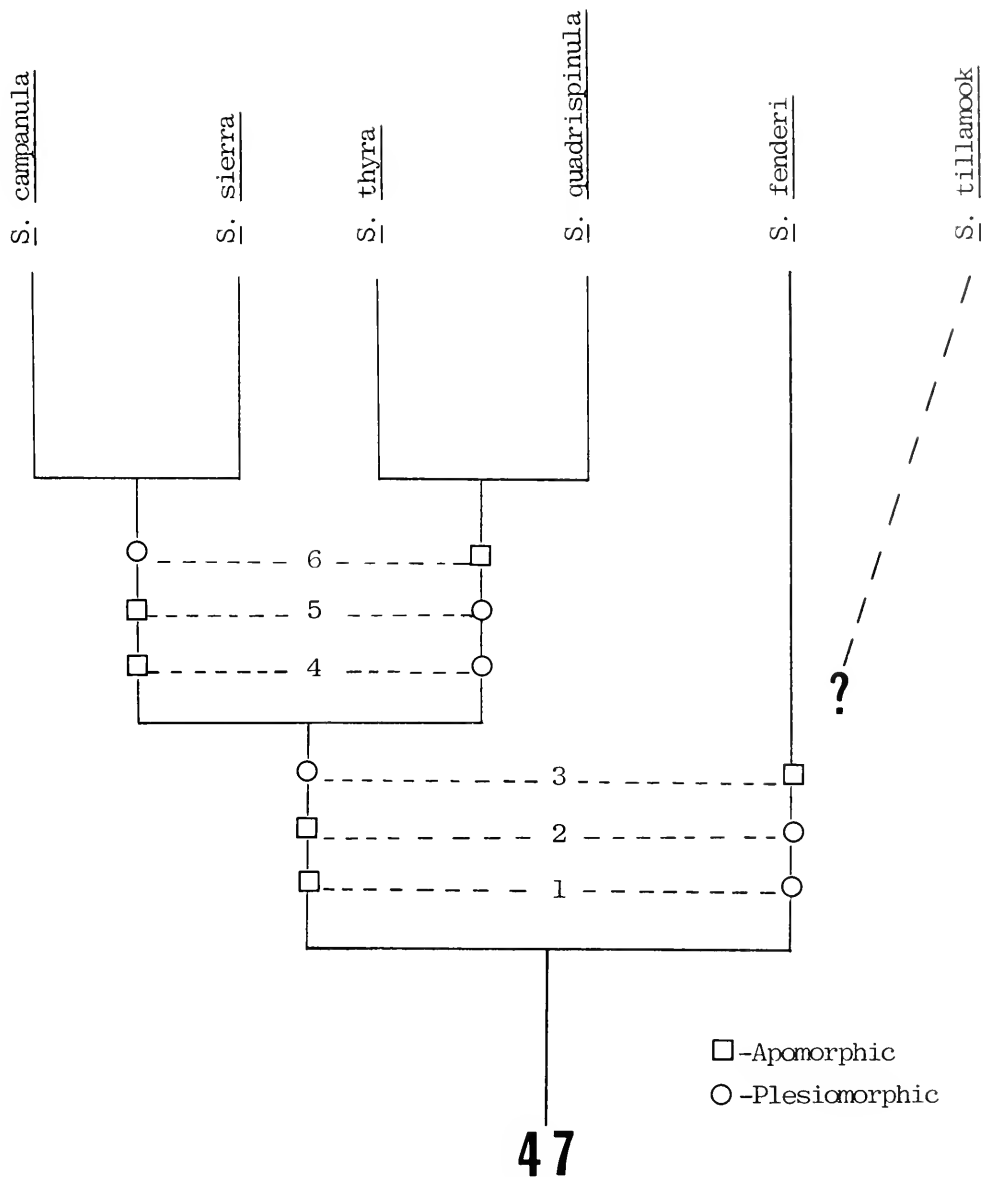 S. campanula
S. sierra
S. thyra
S. quadrispinula
S. fenderi
S. tillamook
6
5
4
?
3
2
1
-Apomorphic
-Plesiomorphic
47